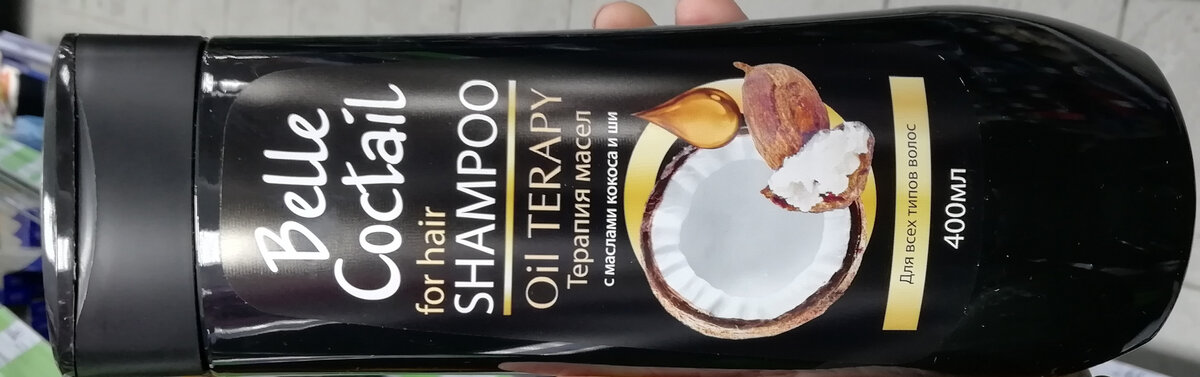 Belle
Coctail
for hair
SHAMPOO
Oil TERAPY
Терапия масел
с маслами кокоса и ши
Для всех типов волос
400мл